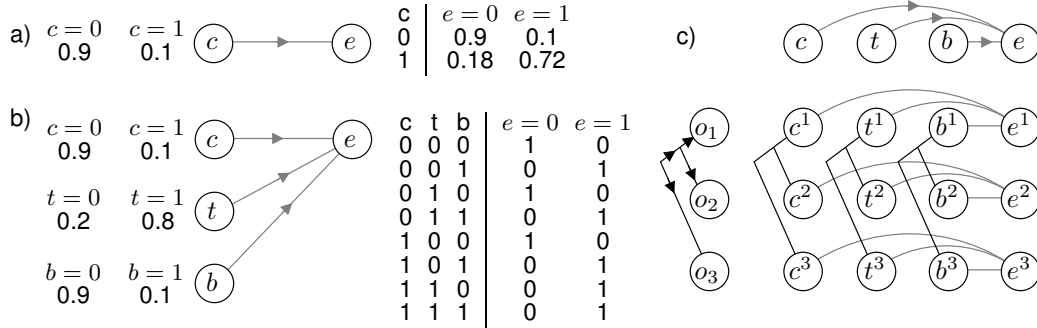 a)
c = 0 c = 1
0.9 0.1
c e
c e = 0 e = 1
0 0.9 0.1
1 0.18 0.72
b)
c = 0 c = 1
0.9 0.1
c e
t = 0 t = 1
0.2 0.8
t
b = 0 b = 1
0.9 0.1
b
c t b e = 0 e = 1
0 0 0 1 0
0 0 1 0 1
0 1 0 1 0
0 1 1 0 1
1 0 0 1 0
1 0 1 0 1
1 1 0 0 1
1 1 1 0 1
c)
c t b e
o₁ c¹ t¹ b¹ e¹
o₂ c² t² b² e²
o₃ c³ t³ b³ e³